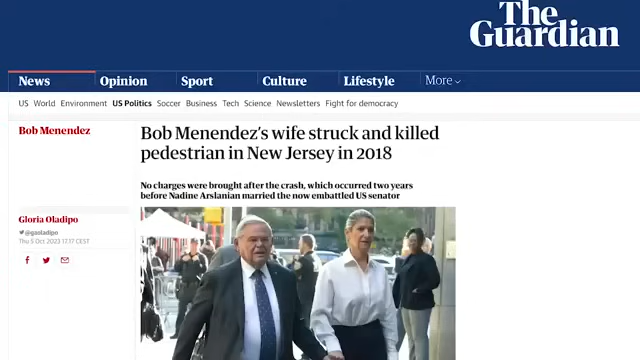 The
Guardian
News
Opinion
Sport
Culture
Lifestyle
More
US
World
Environment
US Politics
Soccer
Business
Tech
Science
Newsletters
Fight for democracy
Bob Menendez
Bob Menendez's wife struck and killed
pedestrian in New Jersey in 2018
No charges were brought after the crash, which occurred two years
before Nadine Arslanian married the now embattled US senator
Gloria Oladipo
@gaoladipo
Thu 5 Oct 2023 17.17 CEST